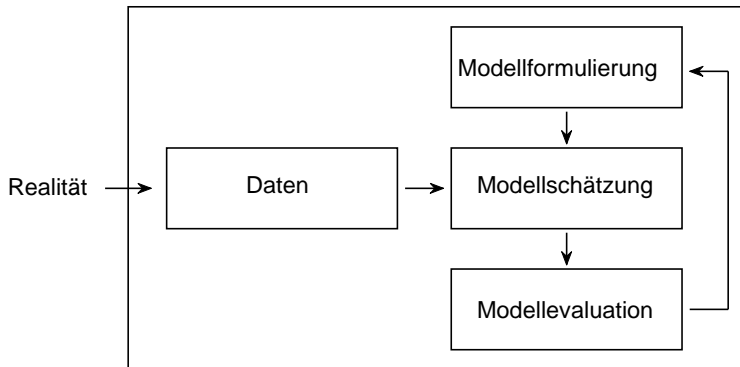 Modellformulierung
Realität
Daten
Modellschätzung
Modellevaluation